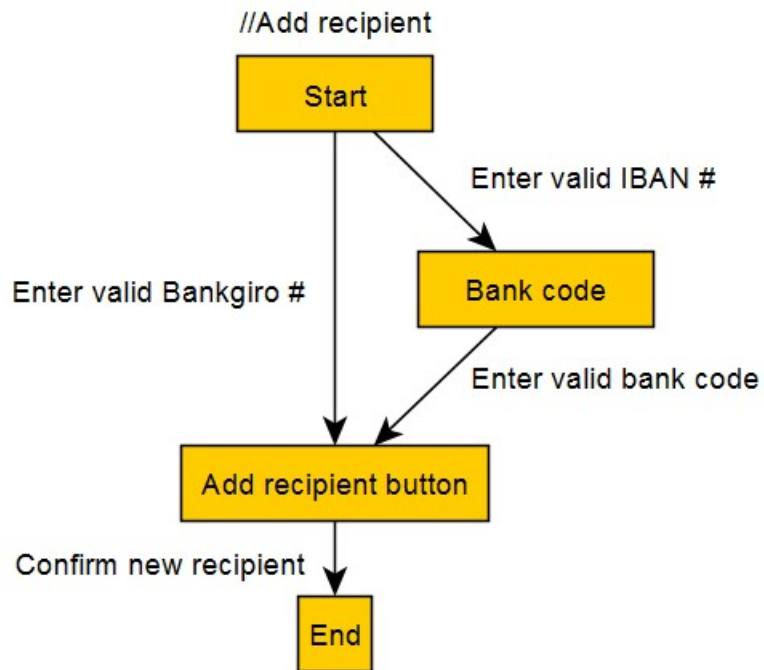 //Add recipient
Start
Enter valid IBAN #
Bank code
Enter valid Bankgiro #
Enter valid bank code
Add recipient button
Confirm new recipient
End